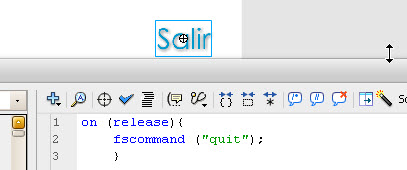 Salir
1 on (release){
2 fscommand ("quit");
3 }